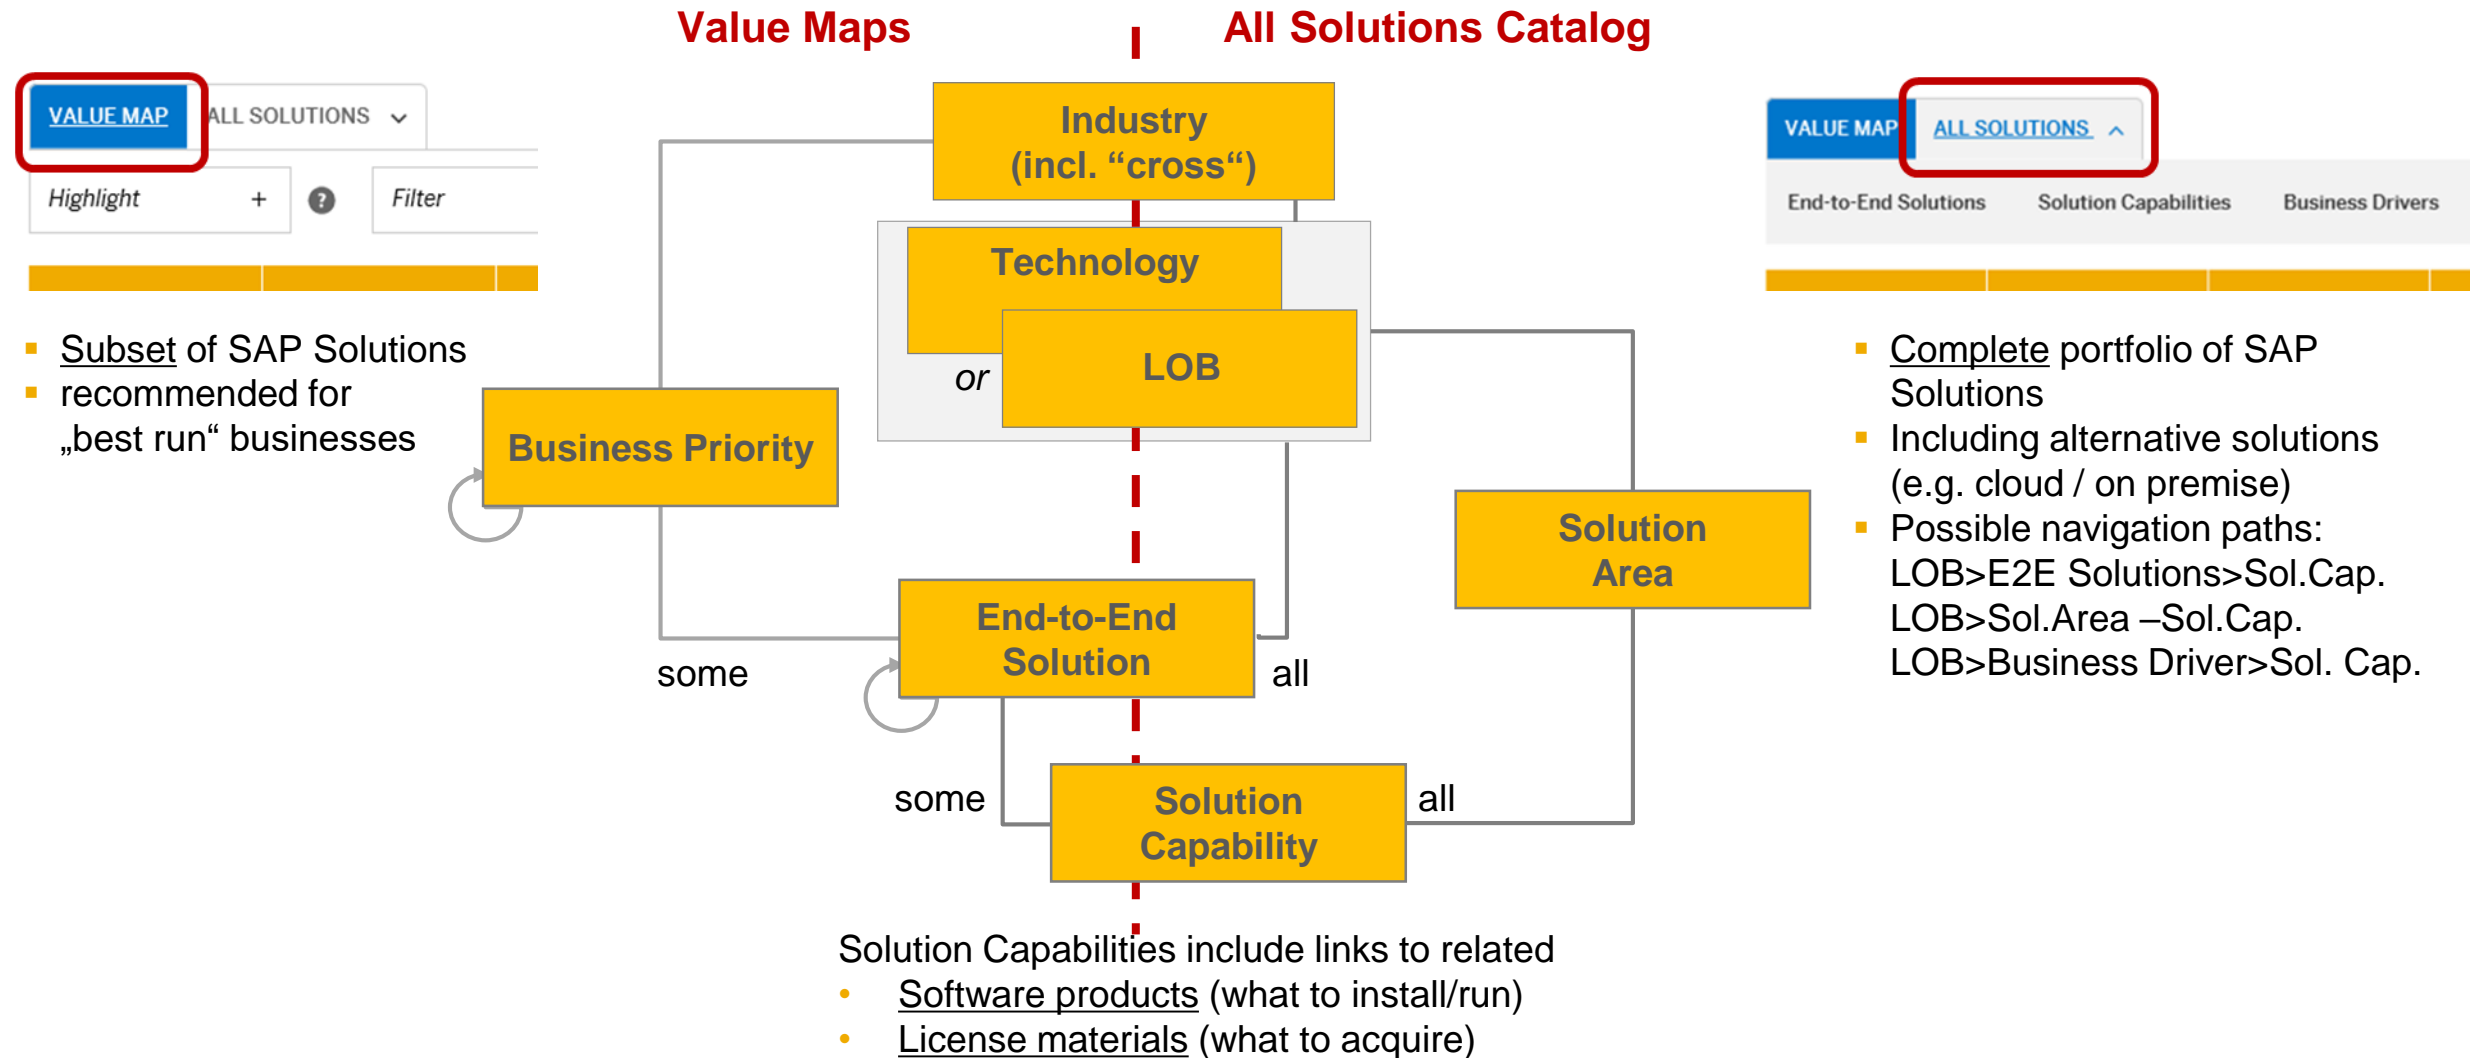 Value Maps
All Solutions Catalog
VALUE MAP
ALL SOLUTIONS
Highlight +
?
Filter
Subset of SAP Solutions
recommended for
„best run“ businesses
Industry
(incl. “cross“)
Technology
or
LOB
Business Priority
End-to-End
Solution
some
all
Solution
Area
some
Solution
Capability
all
Solution Capabilities include links to related
Software products (what to install/run)
License materials (what to acquire)
VALUE MAP
ALL SOLUTIONS
End-to-End Solutions
Solution Capabilities
Business Drivers
Complete portfolio of SAP
Solutions
Including alternative solutions
(e.g. cloud / on premise)
Possible navigation paths:
LOB>E2E Solutions>Sol.Cap.
LOB>Sol.Area –Sol.Cap.
LOB>Business Driver>Sol. Cap.